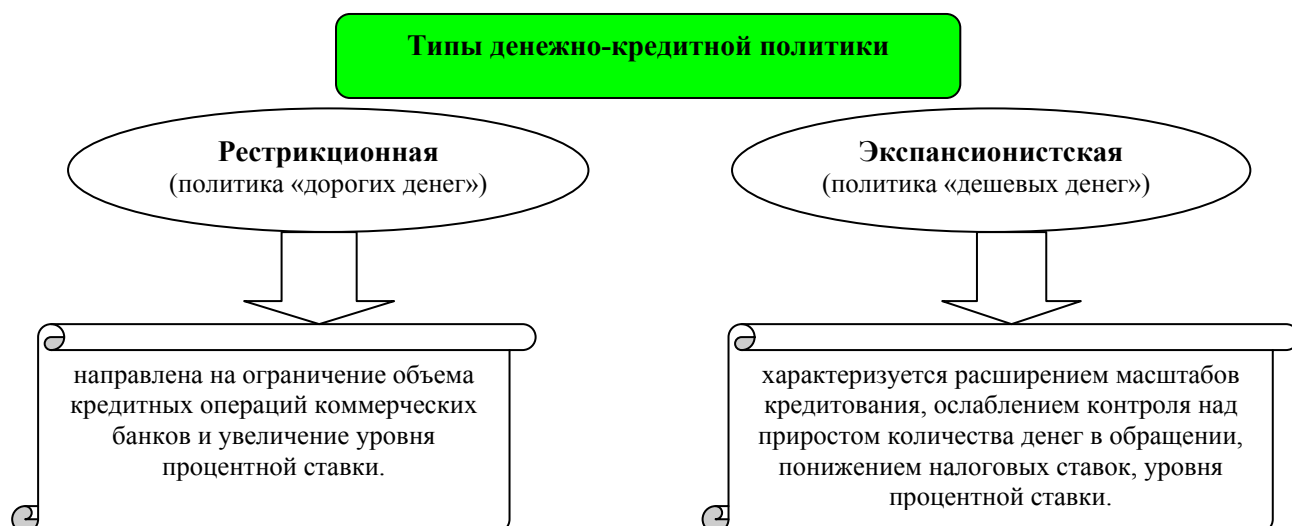 Типы денежно-кредитной политики
Рестрикционная
(политика «дорогих денег»)
Экспансионистская
(политика «дешевых денег»)
направлена на ограничение объема
кредитных операций коммерческих
банков и увеличение уровня
процентной ставки.
характеризуется расширением масштабов
кредитования, ослаблением контроля над
приростом количества денег в обращении,
понижением налоговых ставок, уровня
процентной ставки.